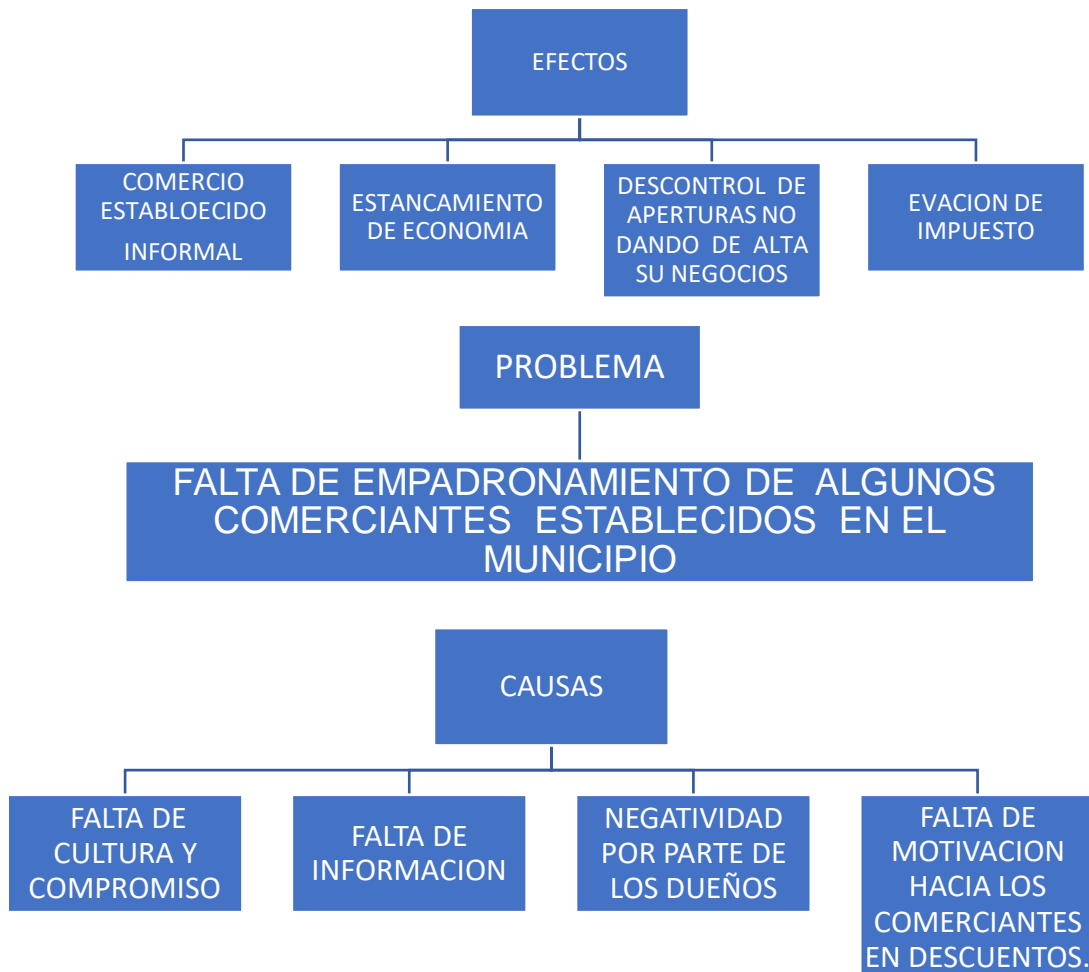 EFECTOS
COMERCIO
ESTABLOECIDO
INFORMAL
ESTANCAMIENTO
DE ECONOMIA
DESCONTROL DE
APERTURAS NO
DANDO DE ALTA
SU NEGOCIOS
EVACION DE
IMPUESTO
PROBLEMA
FALTA DE EMPADRONAMIENTO DE ALGUNOS
COMERCIANTES ESTABLECIDOS EN EL
MUNICIPIO
CAUSAS
FALTA DE
CULTURA Y
COMPROMISO
FALTA DE
INFORMACION
NEGATIVIDAD
POR PARTE DE
LOS DUEÑOS
FALTA DE
MOTIVACION
HACIA LOS
COMERCIANTES
EN DESCUENTOS.